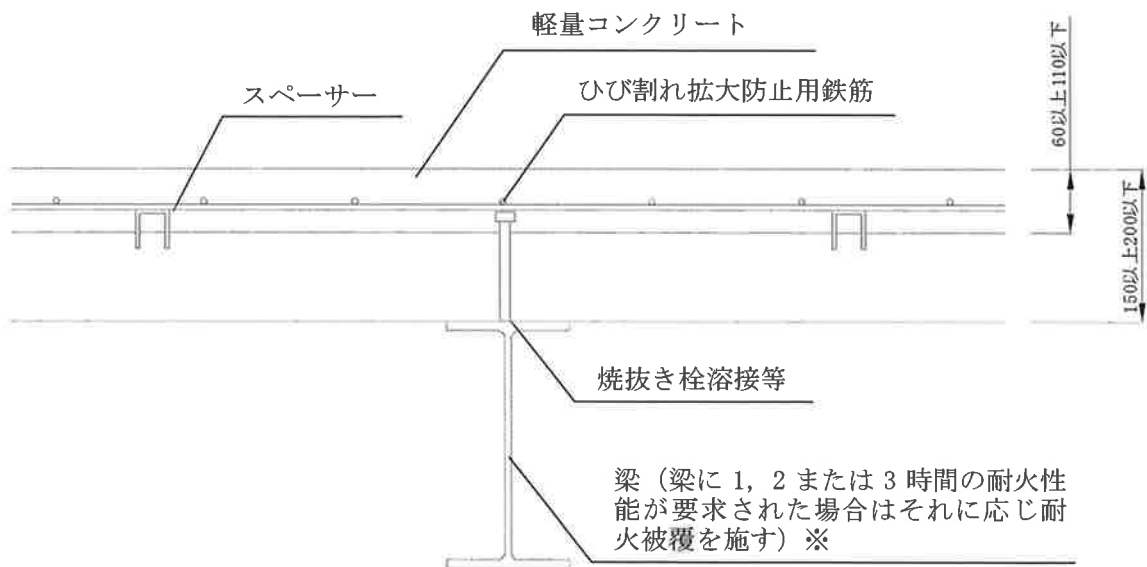 軽量コンクリート
ひび割れ拡大防止用鉄筋
スペーサー
60以上110以下
150以上200以下
焼抜き栓溶接等
梁（梁に 1, 2 または 3 時間の耐火性
能が要求された場合はそれに応じ耐
火被覆を施す）※